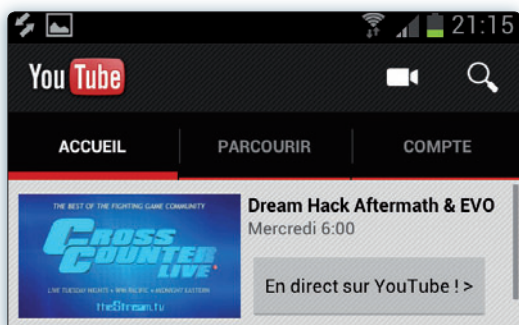 21:15
YouTube
ACCUEIL PARCOURIR COMPTE
THE BEST OF THE FIGHTING GAME COMMUNITY
CROSS
COUNTER
LIVE
LIVE TUESDAY NIGHTS • 9PM PACIFIC • MIDNIGHT EASTERN
theStream.tv
Dream Hack Aftermath & EVO
Mercredi 6:00
En direct sur YouTube ! >